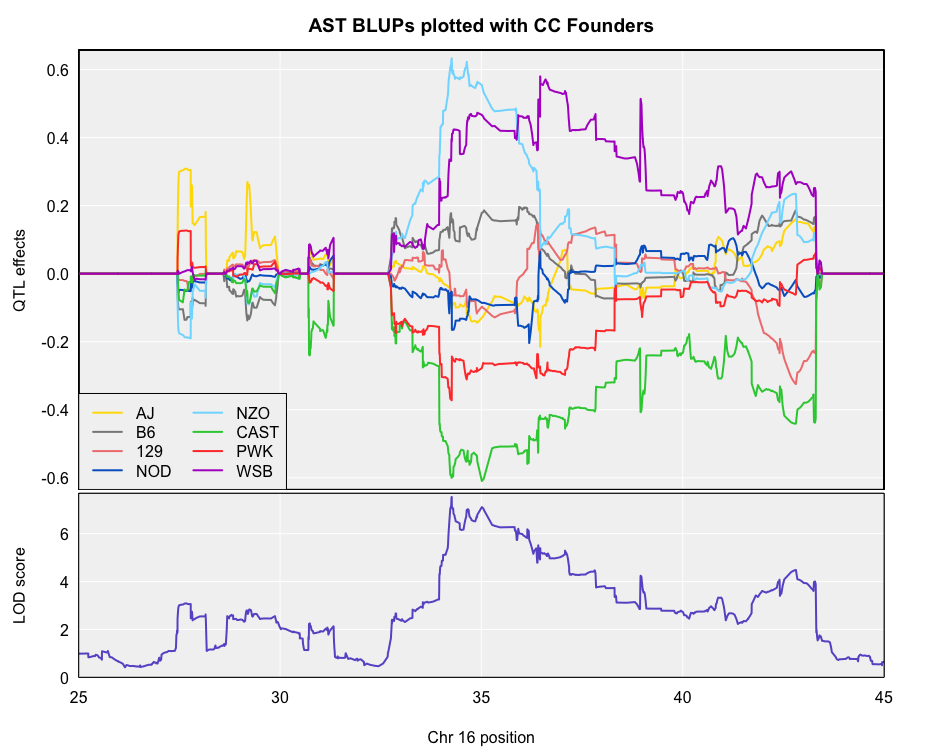 AST BLUPs plotted with CC Founders
0.6
0.4
0.2
0.0
-0.2
-0.4
-0.6
QTL effects
AJ NZO
B6 CAST
129 PWK
NOD WSB
6
4
2
0
LOD score
25 30 35 40 45
Chr 16 position